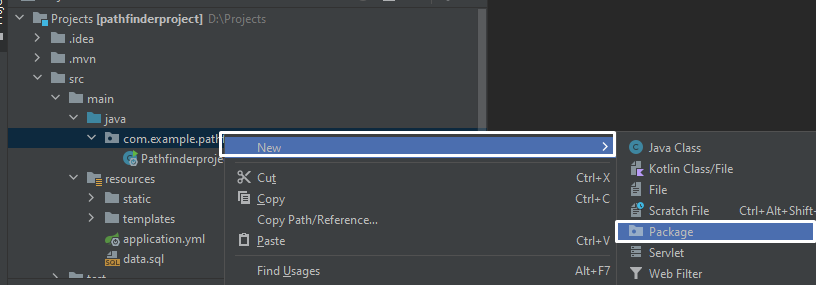 Projects [pathfinderproject] D:\Projects
.idea
.mvn
src
main
java
com.example.pathf
New
Pathfinderproje
resources
static
templates
application.yml
data.sql
Cut Ctrl+X
Copy Ctrl+C
Copy Path/Reference...
Paste Ctrl+V
Find Usages Alt+F7
Java Class
Kotlin Class/File
File
Scratch File Ctrl+Alt+Shift+
Package
Servlet
Web Filter